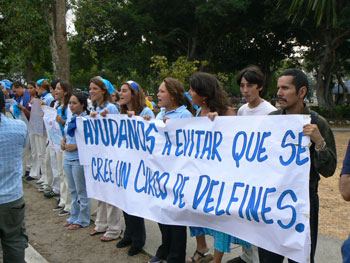 AYUDANOS A EVITAR QUE SE
CREE UN CIRCO DE DELFINES.